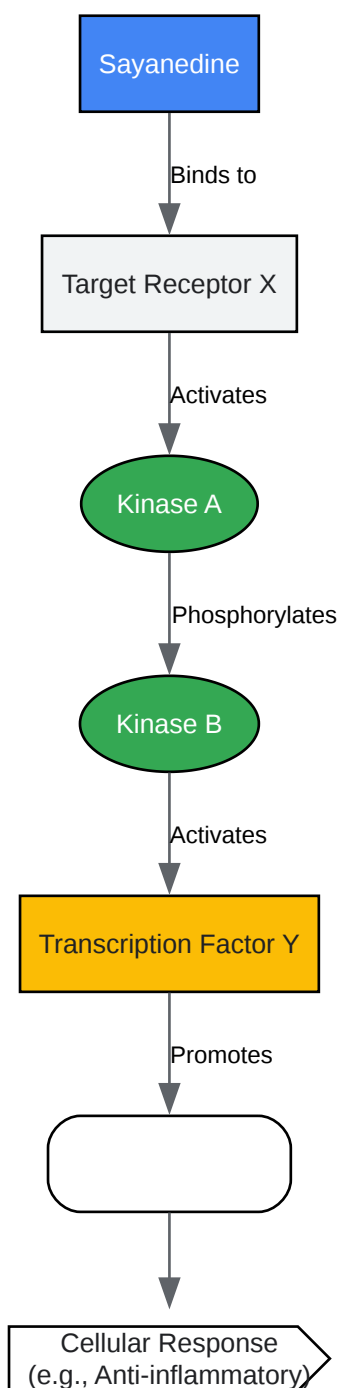 Sayanedine
Binds to
Target Receptor X
Activates
Kinase A
Phosphorylates
Kinase B
Activates
Transcription Factor Y
Promotes
Cellular Response
(e.g., Anti-inflammatory)